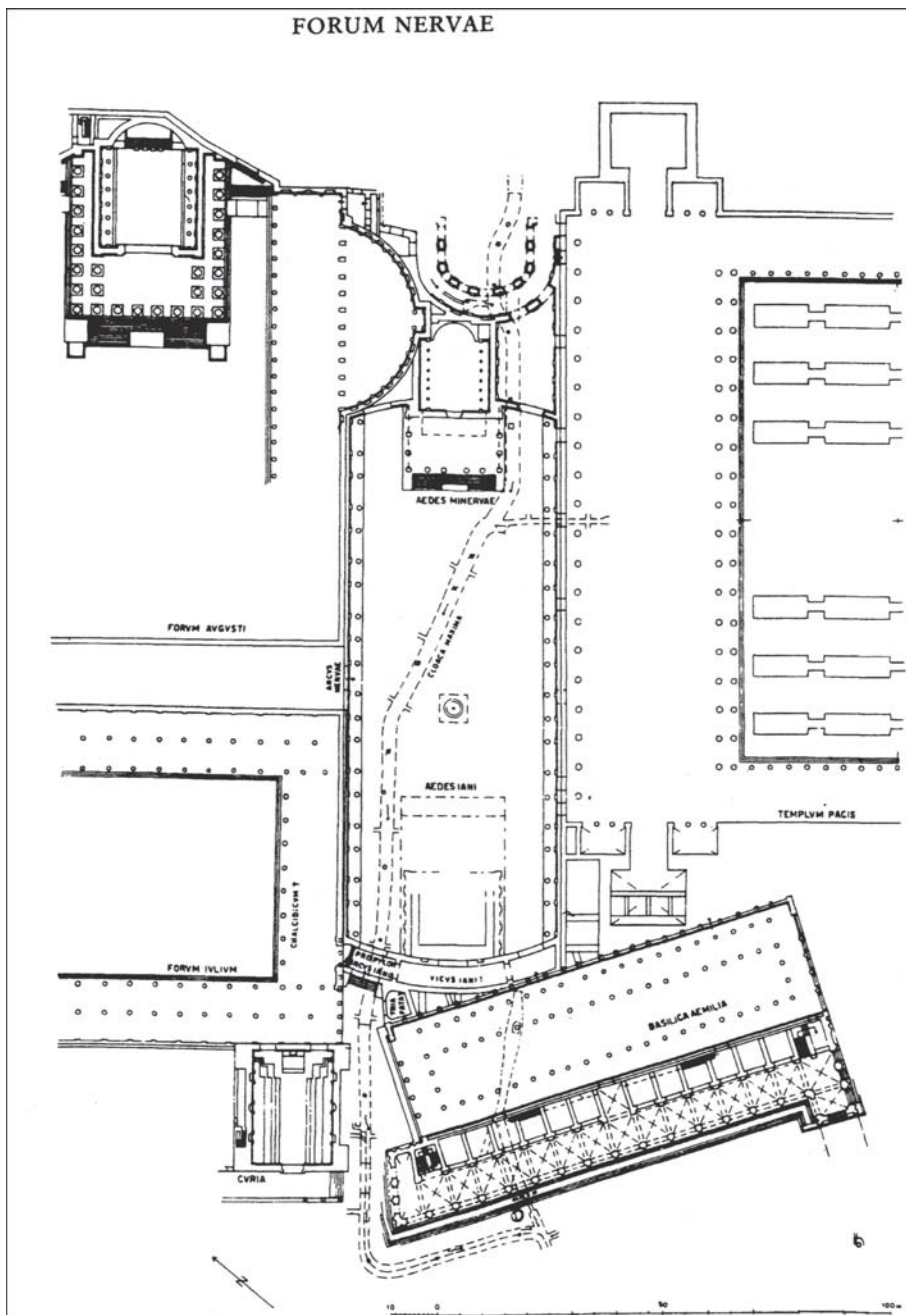 FORUM NERVAE
AEDES MINERVAE
FORVM AVGVSTI
ARCVS
NERVAE
CLOACA MAXIMA
AEDES IANI
TEMPLVM PACIS
CHALCIDICVM ?
FORVM IVLIVM
VICVS IANI ?
BASILICA AEMILIA
CVRIA
N
10 0 50 100 m